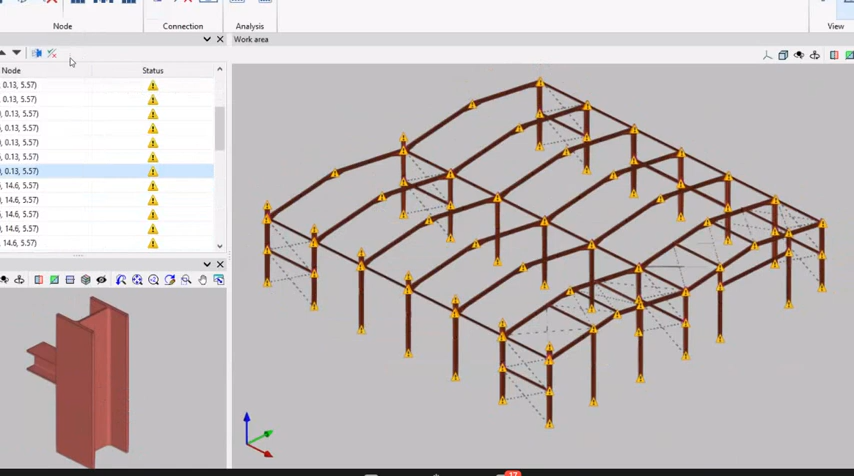 Node
Connection
Analysis
View
Work area
Node
Status
, 0.13, 5.57)
, 0.13, 5.57)
, 0.13, 5.57)
, 0.13, 5.57)
, 0.13, 5.57)
, 0.13, 5.57)
, 0.13, 5.57)
, 14.6, 5.57)
, 14.6, 5.57)
, 14.6, 5.57)
, 14.6, 5.57)
, 14.6, 5.57)
17